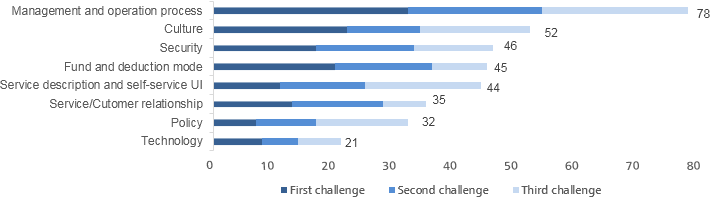 Management and operation process 78
Culture 52
Security 46
Fund and deduction mode 45
Service description and self-service UI 44
Service/Cutomer relationship 35
Policy 32
Technology 21
0 10 20 30 40 50 60 70 80
First challenge Second challenge Third challenge